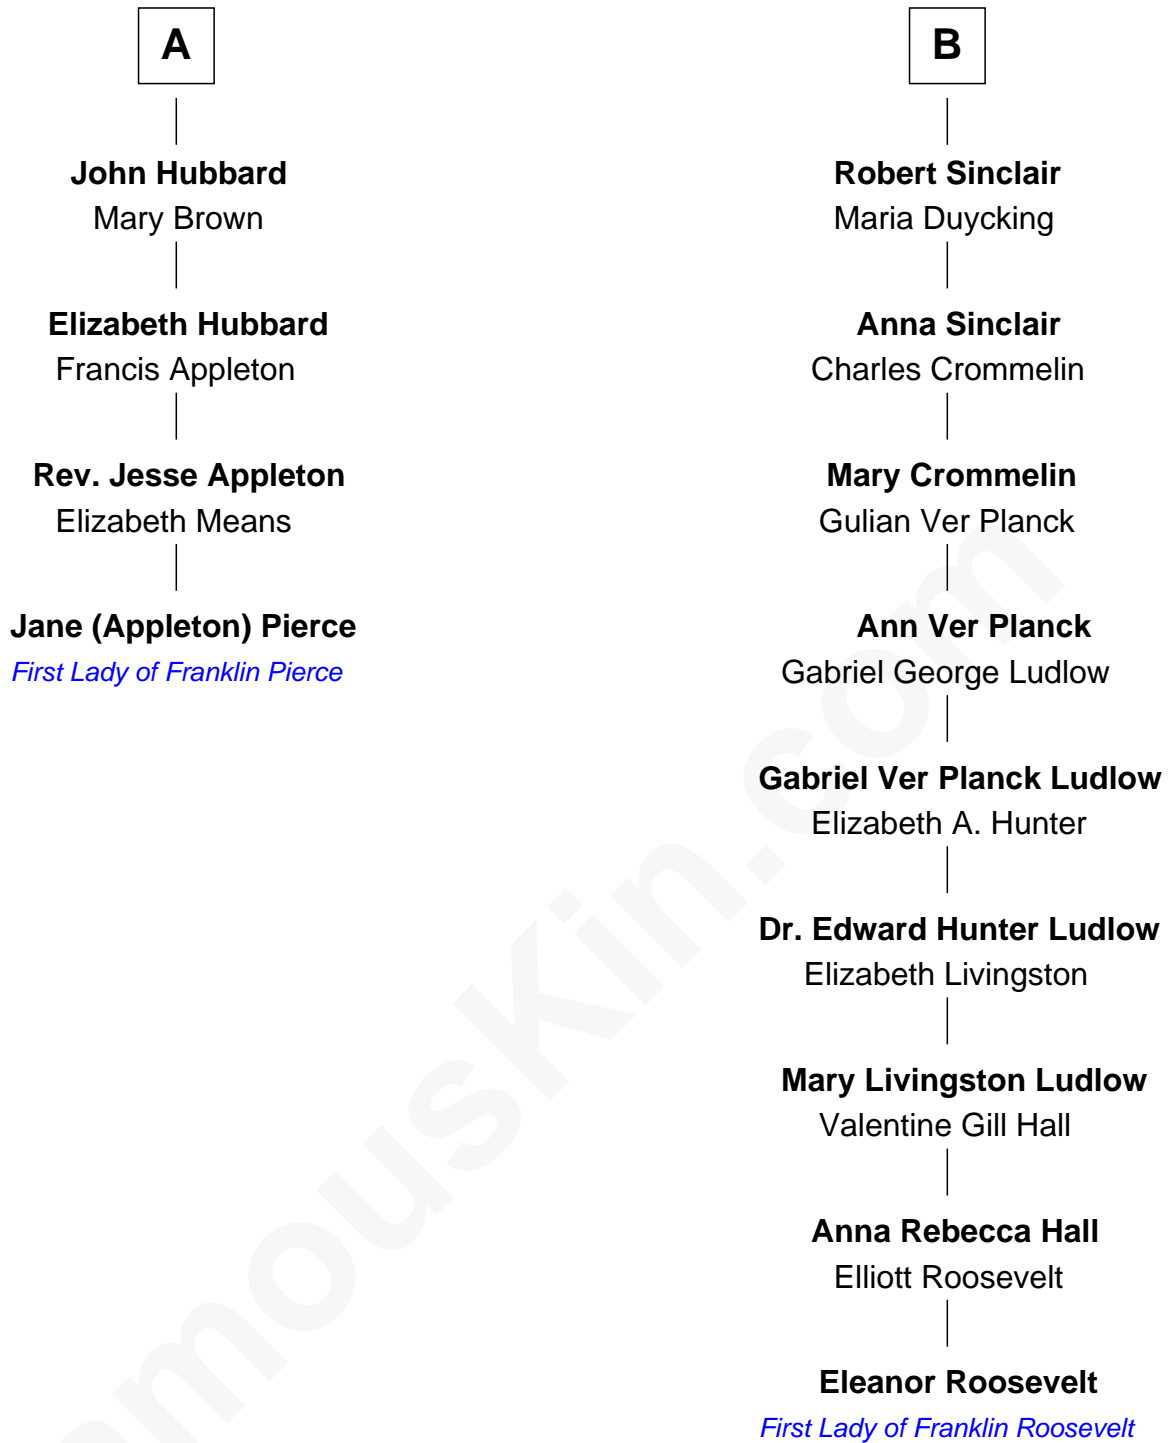 A
John Hubbard
Mary Brown
Elizabeth Hubbard
Francis Appleton
Rev. Jesse Appleton
Elizabeth Means
Jane (Appleton) Pierce
First Lady of Franklin Pierce
B
Robert Sinclair
Maria Duycking
Anna Sinclair
Charles Crommelin
Mary Crommelin
Gulian Ver Planck
Ann Ver Planck
Gabriel George Ludlow
Gabriel Ver Planck Ludlow
Elizabeth A. Hunter
Dr. Edward Hunter Ludlow
Elizabeth Livingston
Mary Livingston Ludlow
Valentine Gill Hall
Anna Rebecca Hall
Elliott Roosevelt
Eleanor Roosevelt
First Lady of Franklin Roosevelt
amouskin.com